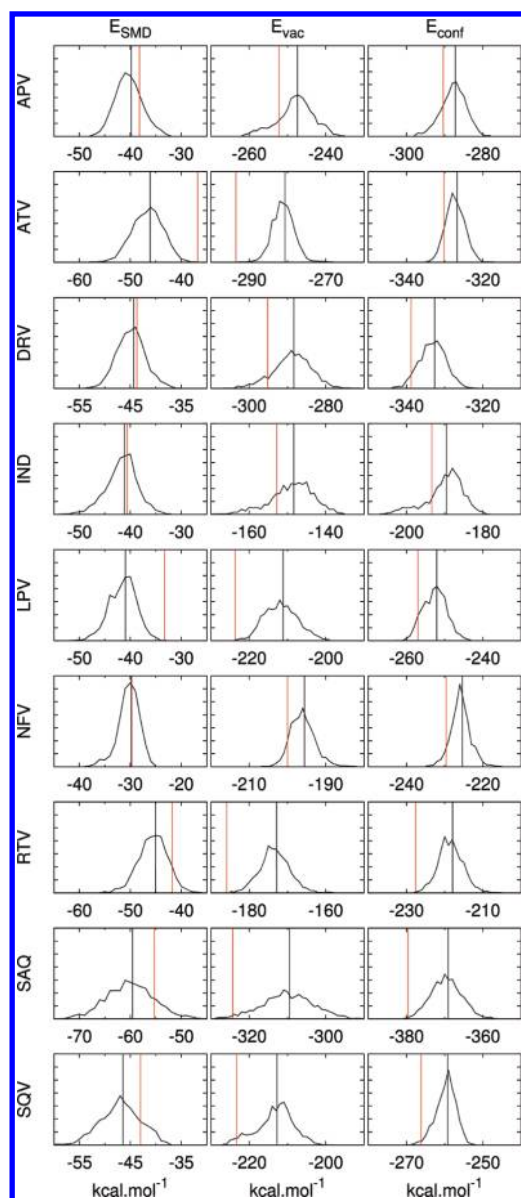 E_SMD E_vac E_conf
APV
-50 -40 -30 -260 -240 -300 -280
ATV
-60 -50 -40 -290 -270 -340 -320
DRV
-55 -45 -35 -300 -280 -340 -320
IND
-50 -40 -30 -160 -140 -200 -180
LPV
-50 -40 -30 -220 -200 -260 -240
NFV
-40 -30 -20 -210 -190 -240 -220
RTV
-60 -50 -40 -180 -160 -230 -210
SAQ
-70 -60 -50 -320 -300 -380 -360
SQV
-55 -45 -35 -220 -200 -270 -250
kcal.mol⁻¹ kcal.mol⁻¹ kcal.mol⁻¹